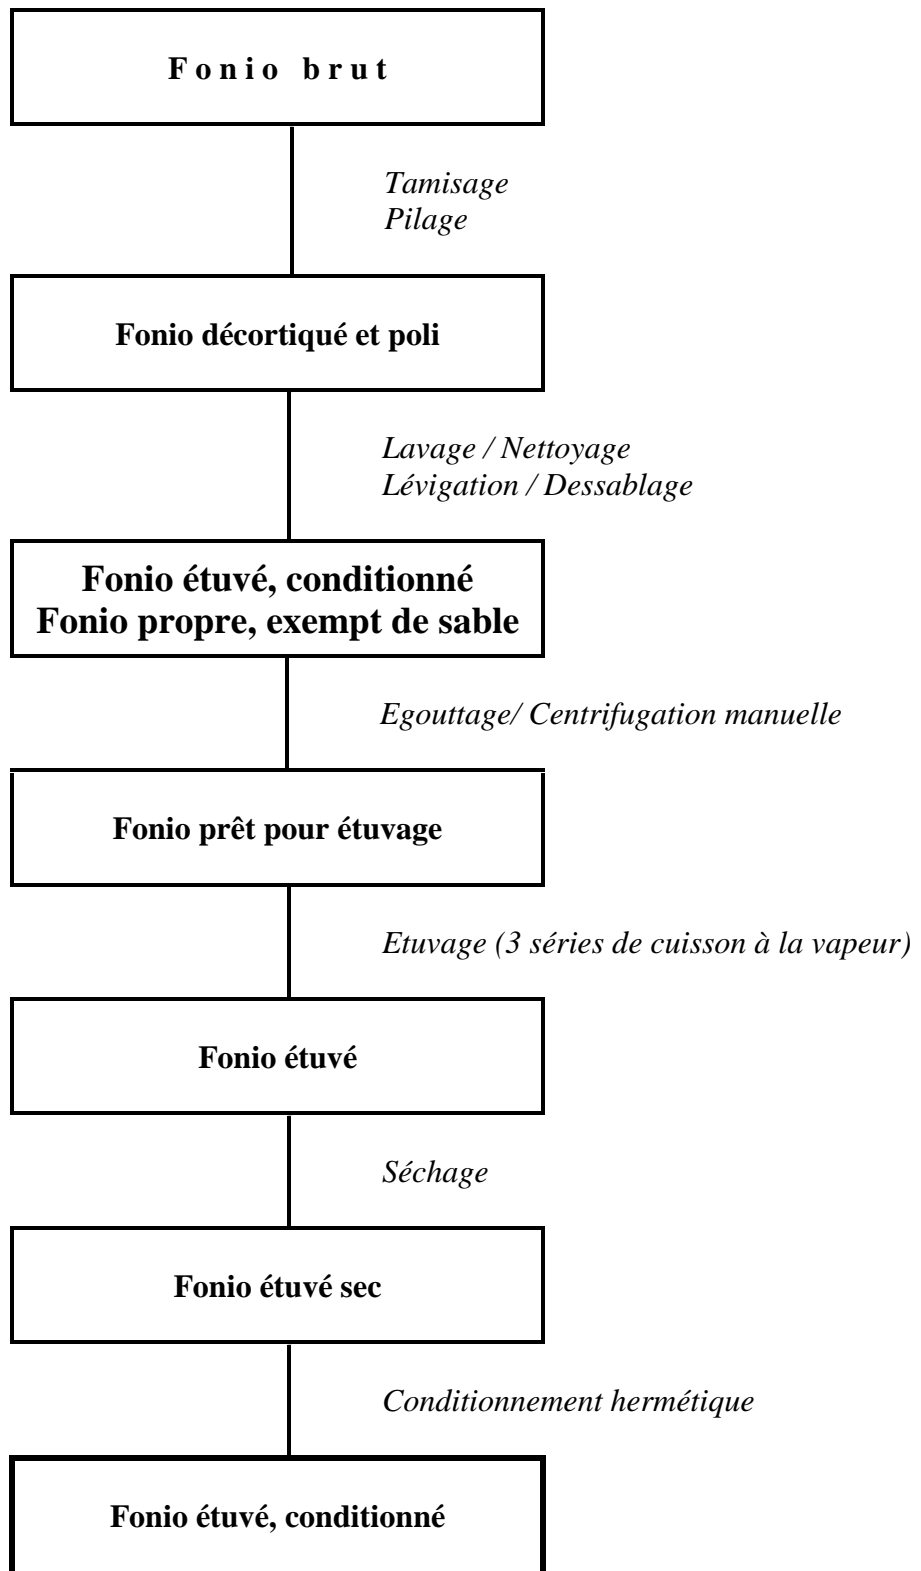 Fonio brut
Tamisage
Pilage
Fonio décortiqué et poli
Lavage / Nettoyage
Lévigation / Dessablage
Fonio étuvé, conditionné
Fonio propre, exempt de sable
Egouttage/ Centrifugation manuelle
Fonio prêt pour étuvage
Etuvage (3 séries de cuisson à la vapeur)
Fonio étuvé
Séchage
Fonio étuvé sec
Conditionnement hermétique
Fonio étuvé, conditionné